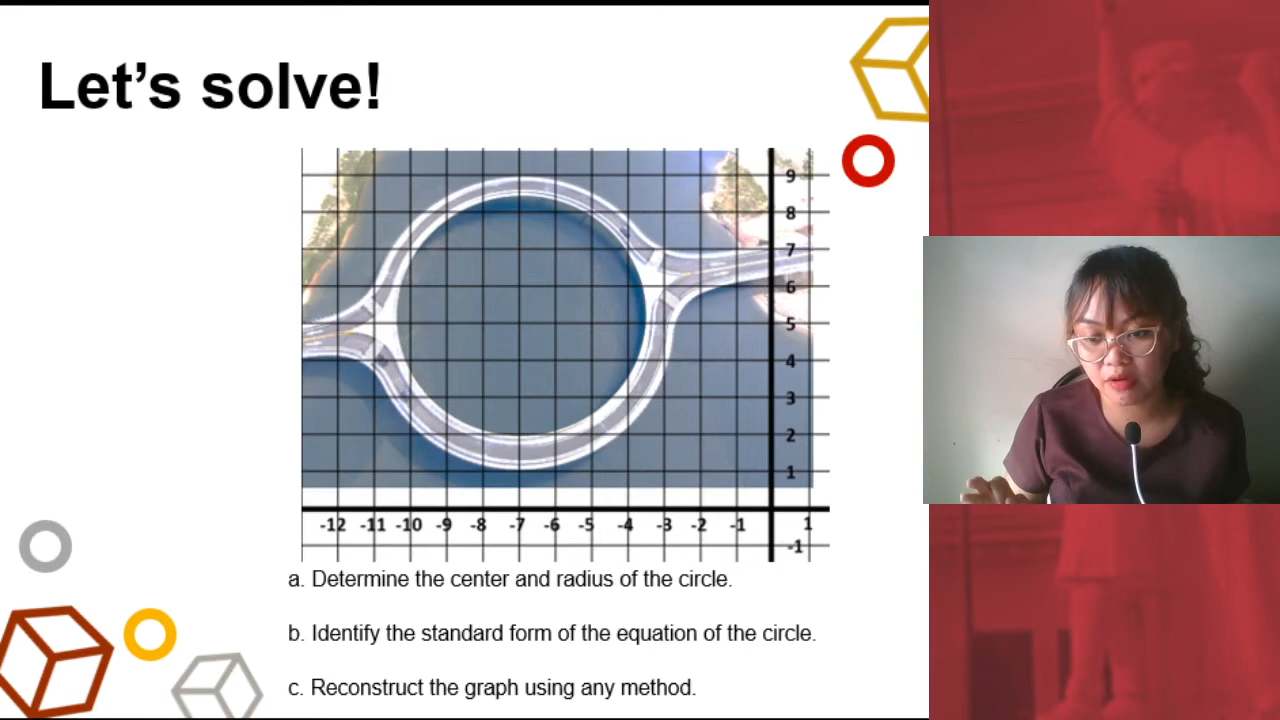 Let's solve!
9
8
7
6
5
4
3
2
1
-12 -11 -10 -9 -8 -7 -6 -5 -4 -3 -2 -1 1
-1
a. Determine the center and radius of the circle.
b. Identify the standard form of the equation of the circle.
c. Reconstruct the graph using any method.